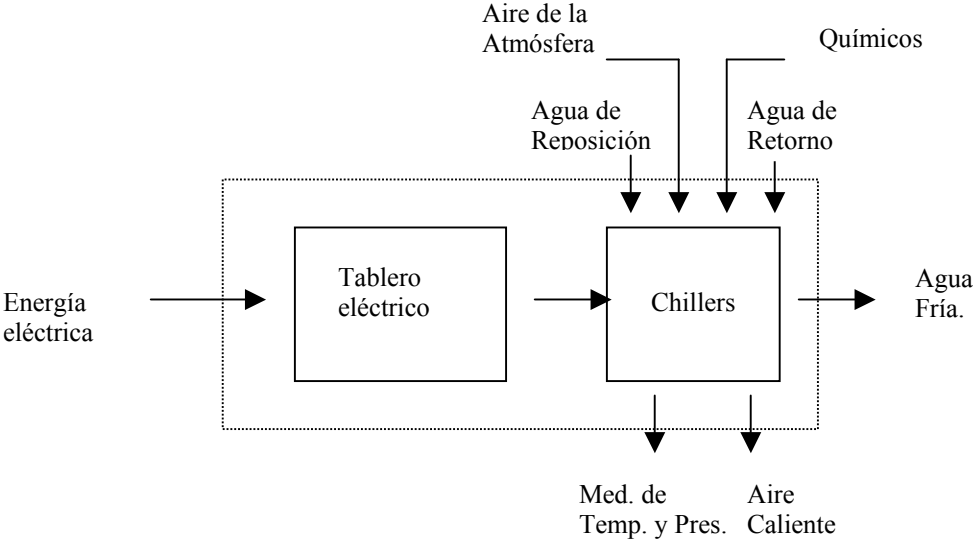 Aire de la
Atmósfera
Químicos
Agua de
Reposición
Agua de
Retorno
Tablero
eléctrico
Chillers
Energía
eléctrica
Agua
Fría.
Med. de
Temp. y Pres.
Aire
Caliente